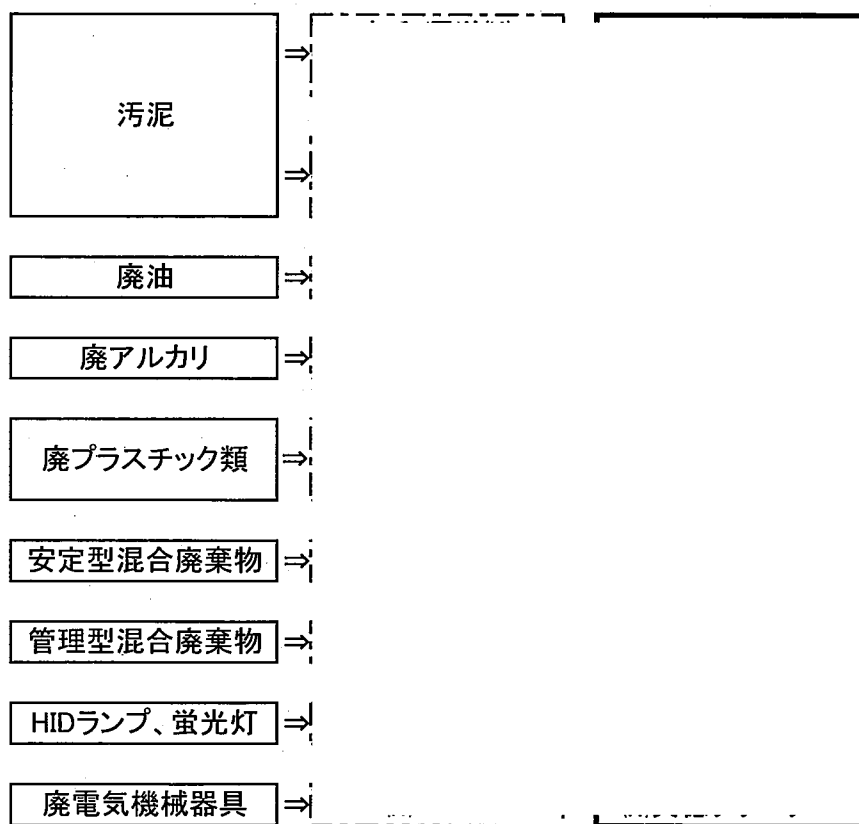 汚泥
⇒
⇒
廃油 ⇒
廃アルカリ ⇒
廃プラスチック類 ⇒
安定型混合廃棄物 ⇒
管理型混合廃棄物 ⇒
HIDランプ、蛍光灯 ⇒
廃電気機械器具 ⇒